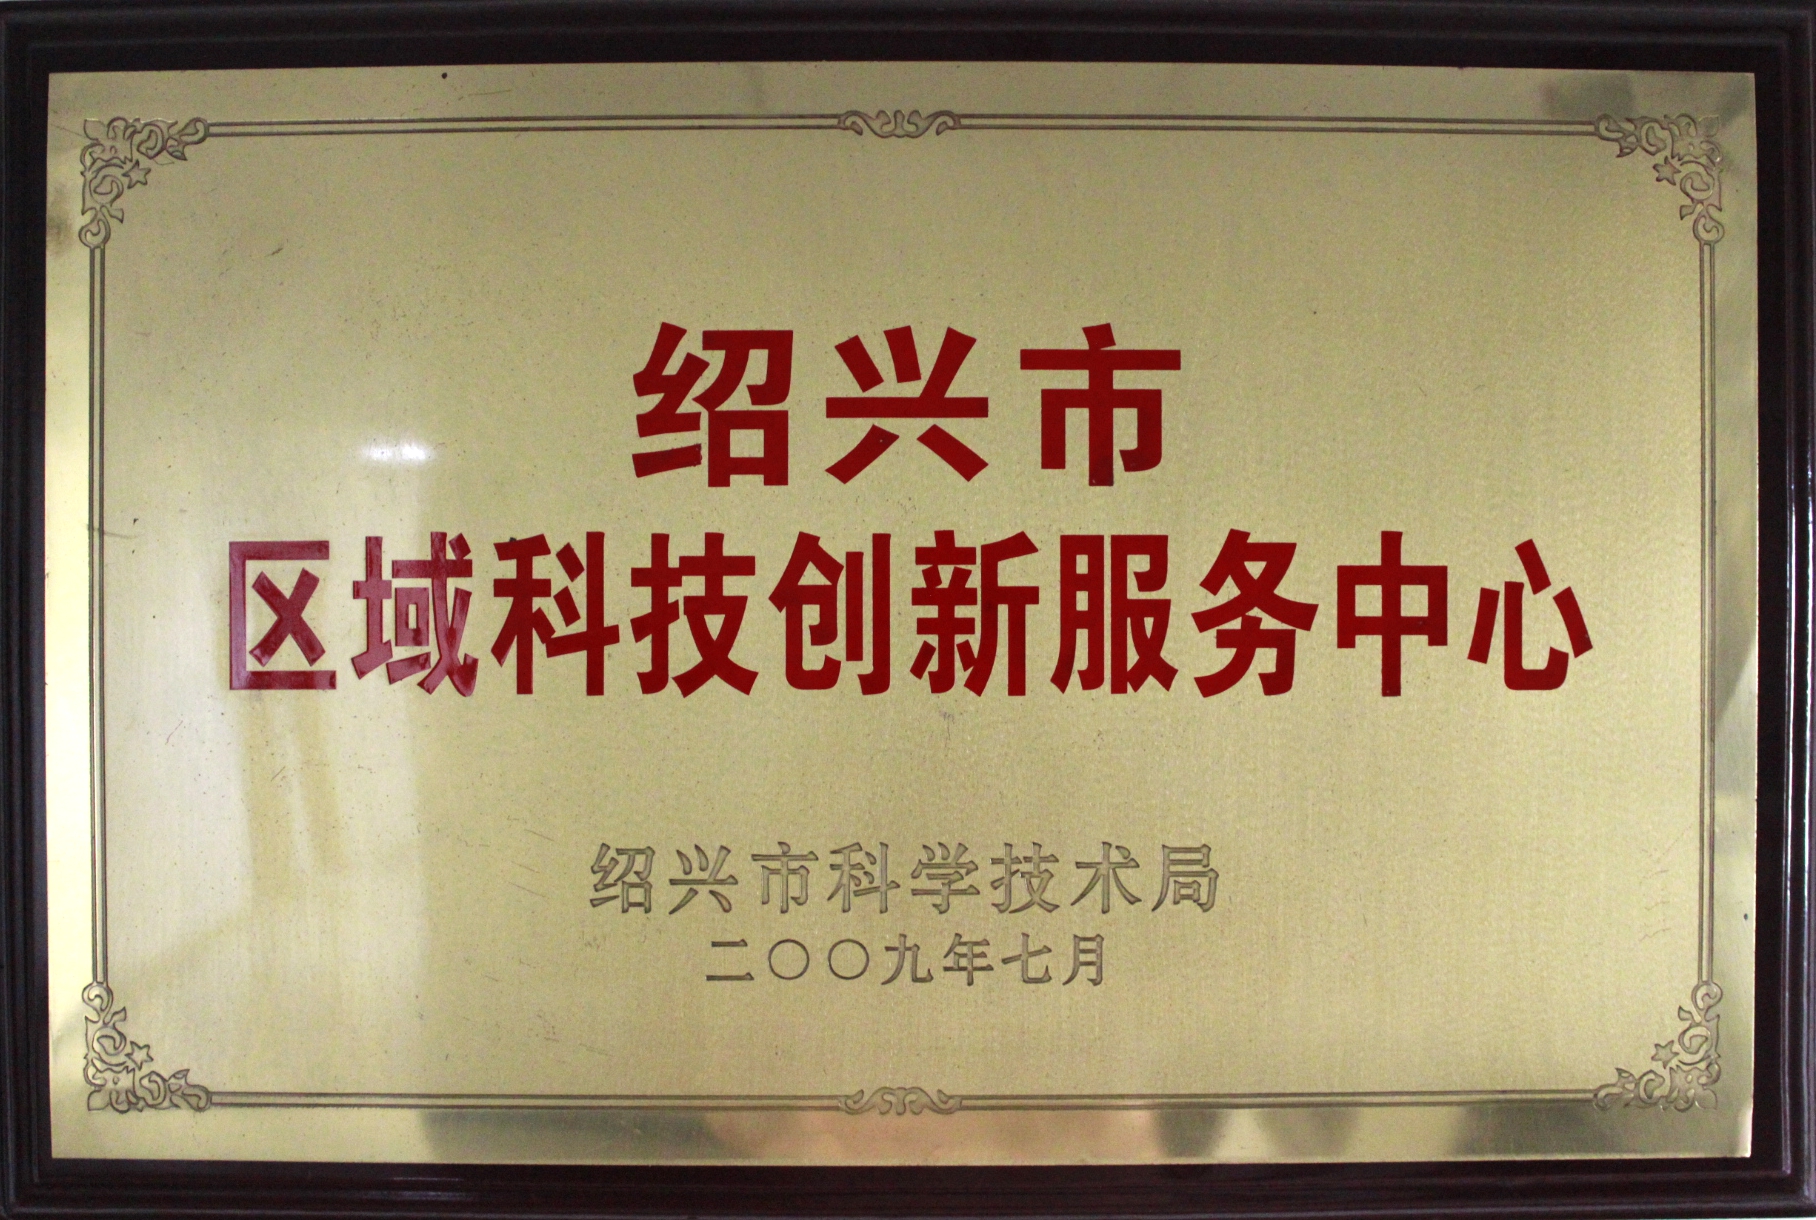 绍兴市
区域科技创新服务中心
绍兴市科学技术局
二〇〇九年七月